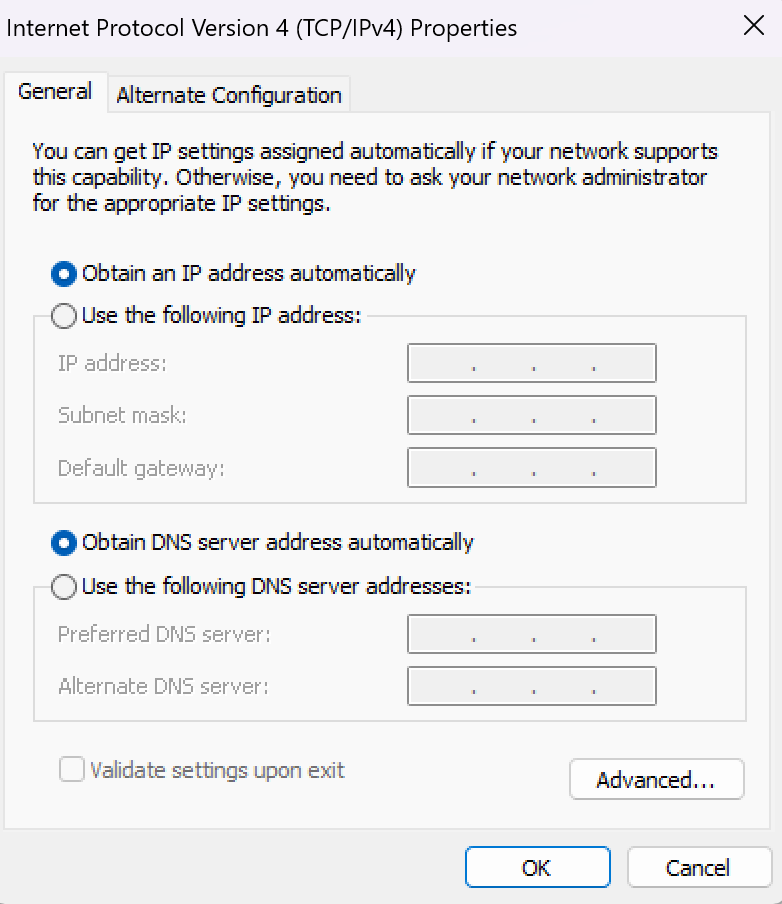 Internet Protocol Version 4 (TCP/IPv4) Properties
General
Alternate Configuration
You can get IP settings assigned automatically if your network supports
this capability. Otherwise, you need to ask your network administrator
for the appropriate IP settings.
Obtain an IP address automatically
Use the following IP address:
IP address:
Subnet mask:
Default gateway:
Obtain DNS server address automatically
Use the following DNS server addresses:
Preferred DNS server:
Alternate DNS server:
Validate settings upon exit
Advanced...
OK
Cancel